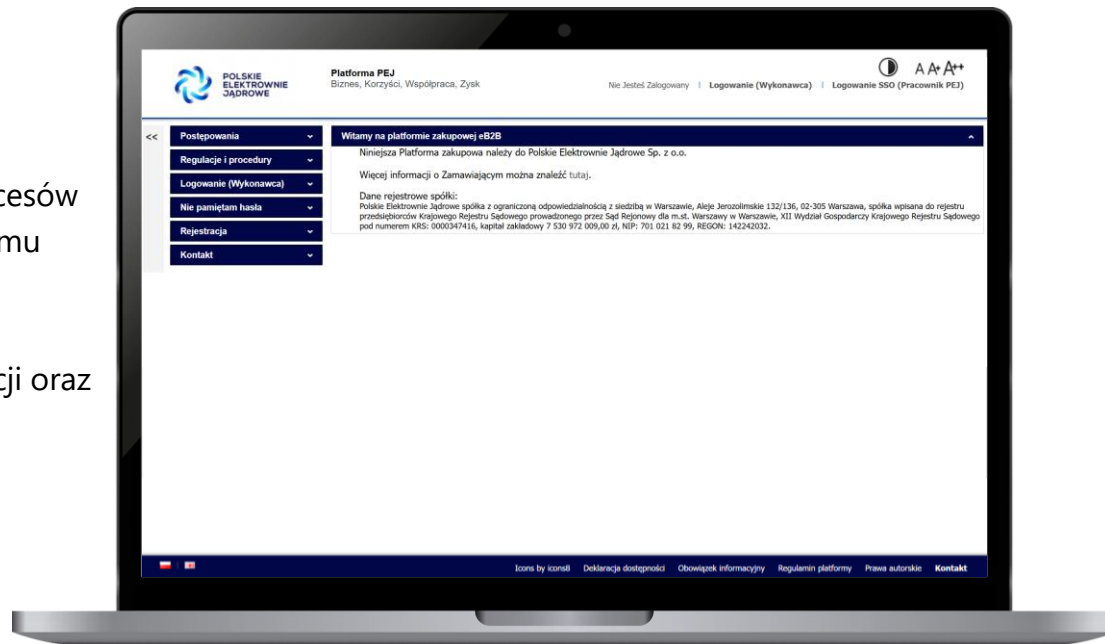 cesów
mu
cji oraz
POLSKIE
ELEKTROWNIE
JĄDROWE
Platforma PEJ
Biznes, Korzyści, Współpraca, Zysk
A A+ A++
Nie Jesteś Zalogowany | Logowanie (Wykonawca) | Logowanie SSO (Pracownik PEJ)
<<
Postępowania
Regulacje i procedury
Logowanie (Wykonawca)
Nie pamiętam hasła
Rejestracja
Kontakt
Witamy na platformie zakupowej eB2B
Niniejsza Platforma zakupowa należy do Polskie Elektrownie Jądrowe Sp. z o.o.
Więcej informacji o Zamawiającym można znaleźć tutaj.
Dane rejestrowe spółki:
Polskie Elektrownie Jądrowe spółka z ograniczoną odpowiedzialnością z siedzibą w Warszawie, Aleje Jerozolimskie 132/136, 02-305 Warszawa, spółka wpisana do rejestru
przedsiębiorców Krajowego Rejestru Sądowego prowadzonego przez Sąd Rejonowy dla m.st. Warszawy w Warszawie, XII Wydział Gospodarczy Krajowego Rejestru Sądowego
pod numerem KRS: 0000347416, kapitał zakładowy 7 530 972 009,00 zł, NIP: 701 021 82 99, REGON: 142242032.
Icons by icons8 Deklaracja dostępności Obowiązek informacyjny Regulamin platformy Prawa autorskie Kontakt